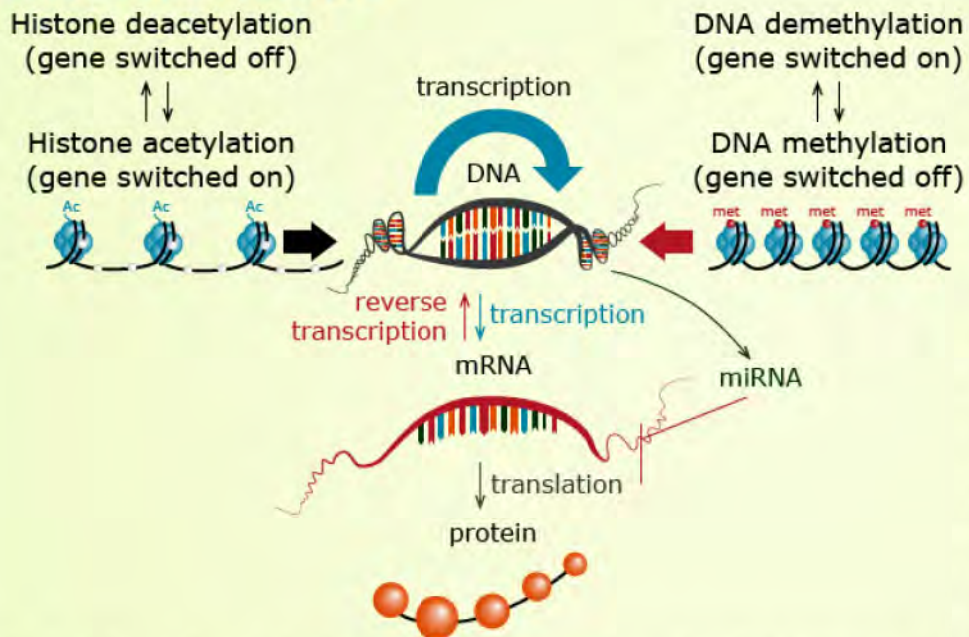 Histone deacetylation
(gene switched off)
Histone acetylation
(gene switched on)
Ac
Ac
Ac
transcription
DNA
DNA demethylation
(gene switched on)
DNA methylation
(gene switched off)
met
met
met
met
met
reverse
transcription
transcription
mRNA
miRNA
translation
protein